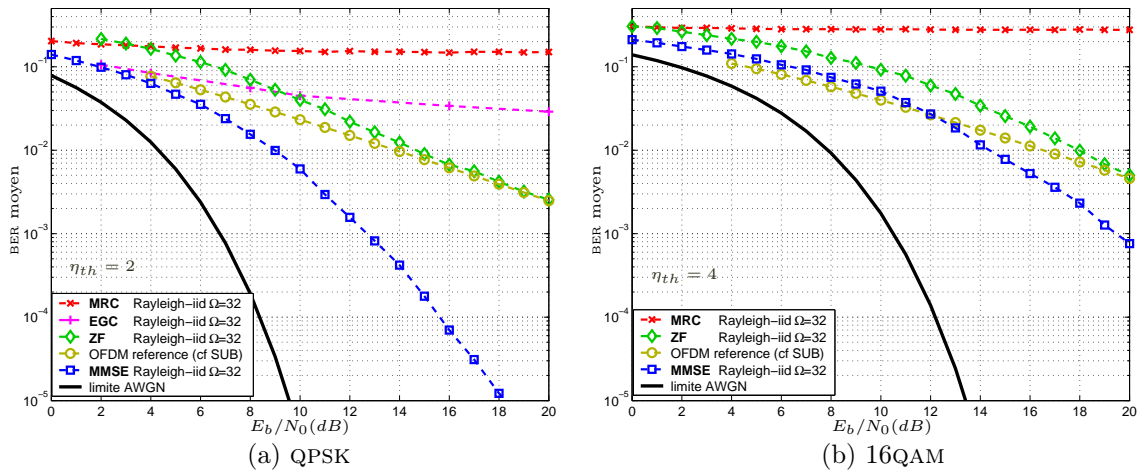 10^-1
10^-2
10^-3
10^-4
10^-5
BER moyen
η_th = 2
MRC Rayleigh−iid Ω=32
EGC Rayleigh−iid Ω=32
ZF Rayleigh−iid Ω=32
OFDM reference (cf SUB)
MMSE Rayleigh−iid Ω=32
limite AWGN
0 2 4 6 8 10 12 14 16 18 20
E_b/N_0(dB)
(a) QPSK
10^-1
10^-2
10^-3
10^-4
10^-5
BER moyen
η_th = 4
MRC Rayleigh−iid Ω=32
ZF Rayleigh−iid Ω=32
OFDM reference (cf SUB)
MMSE Rayleigh−iid Ω=32
limite AWGN
0 2 4 6 8 10 12 14 16 18 20
E_b/N_0(dB)
(b) 16QAM